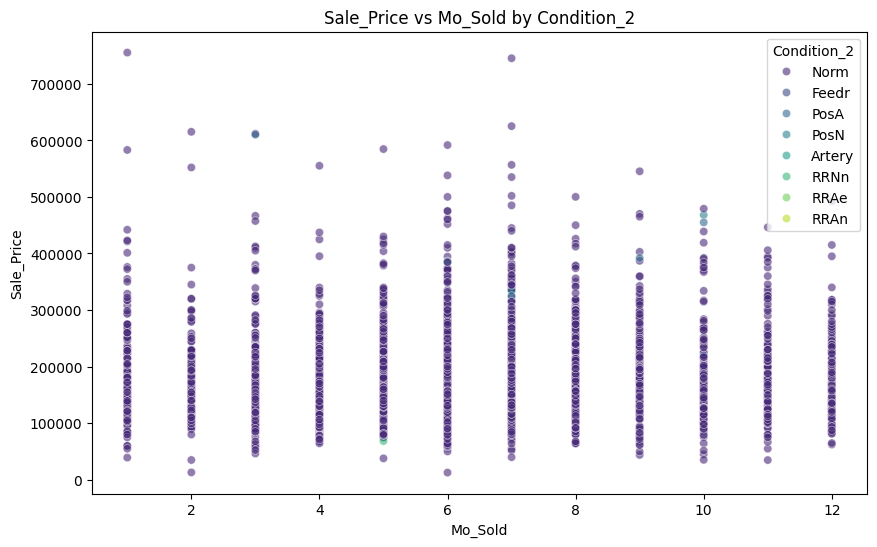 Sale_Price vs Mo_Sold by Condition_2
Condition_2
Norm
Feedr
PosA
PosN
Artery
RRNn
RRAe
RRAn
Sale_Price
700000
600000
500000
400000
300000
200000
100000
0
2
4
6
8
10
12
Mo_Sold